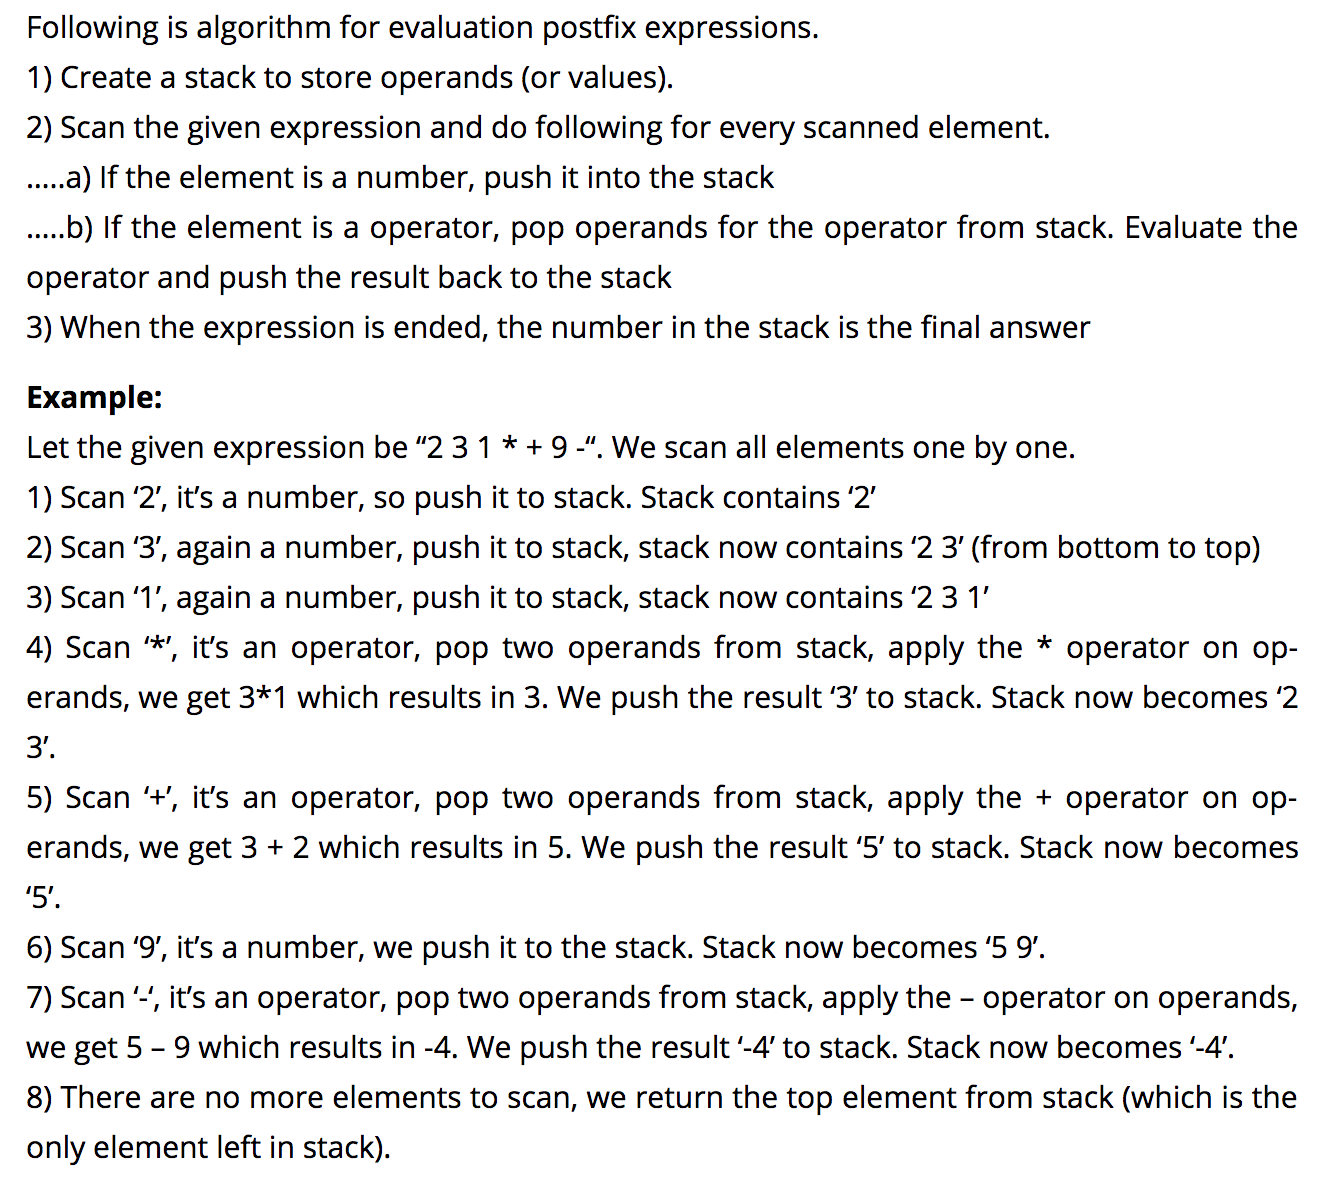 Following is algorithm for evaluation postfix expressions.
1) Create a stack to store operands (or values).
2) Scan the given expression and do following for every scanned element.
.....a) If the element is a number, push it into the stack
.....b) If the element is a operator, pop operands for the operator from stack. Evaluate the
operator and push the result back to the stack
3) When the expression is ended, the number in the stack is the final answer
Example:
Let the given expression be “2 3 1 * + 9 -“. We scan all elements one by one.
1) Scan ‘2’, it’s a number, so push it to stack. Stack contains ‘2’
2) Scan ‘3’, again a number, push it to stack, stack now contains ‘2 3’ (from bottom to top)
3) Scan ‘1’, again a number, push it to stack, stack now contains ‘2 3 1’
4) Scan ‘*’, it’s an operator, pop two operands from stack, apply the * operator on op-
erands, we get 3*1 which results in 3. We push the result ‘3’ to stack. Stack now becomes ‘2
3’.
5) Scan ‘+’, it’s an operator, pop two operands from stack, apply the + operator on op-
erands, we get 3 + 2 which results in 5. We push the result ‘5’ to stack. Stack now becomes
‘5’.
6) Scan ‘9’, it’s a number, we push it to the stack. Stack now becomes ‘5 9’.
7) Scan ‘-‘, it’s an operator, pop two operands from stack, apply the – operator on operands,
we get 5 – 9 which results in -4. We push the result ‘-4’ to stack. Stack now becomes ‘-4’.
8) There are no more elements to scan, we return the top element from stack (which is the
only element left in stack).